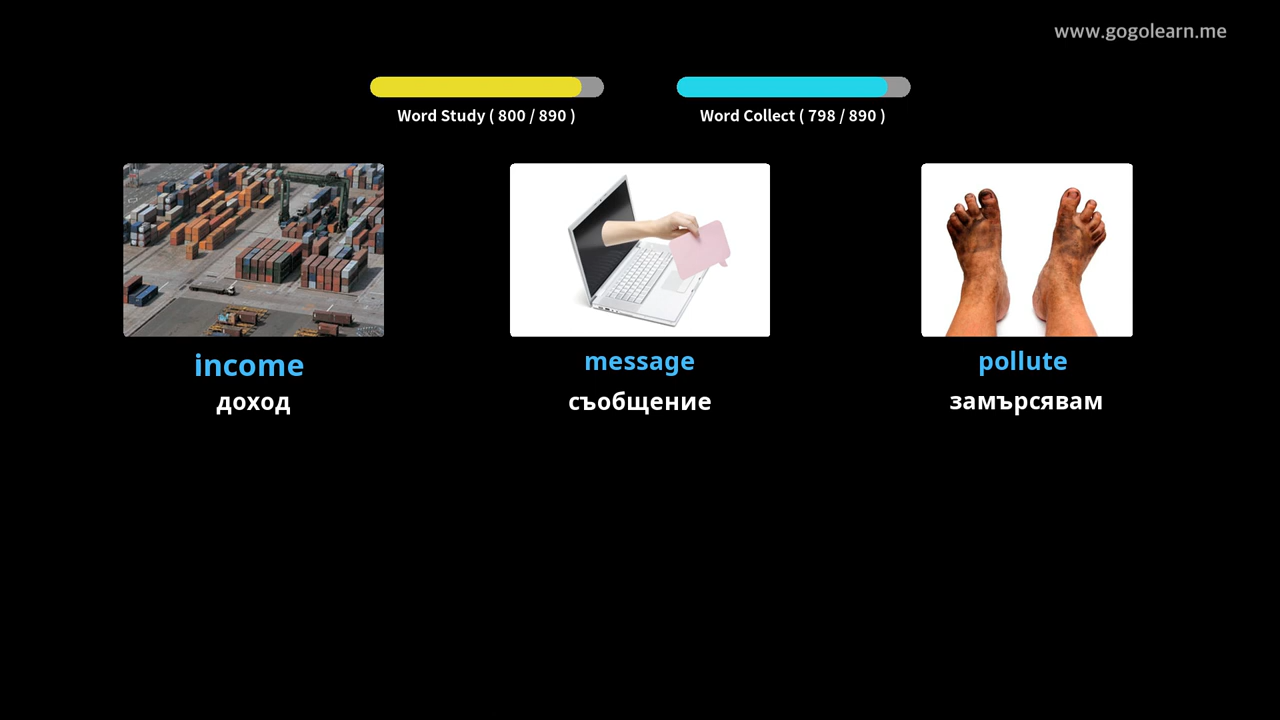 www.gogolearn.me
Word Study ( 800 / 890 )
Word Collect ( 798 / 890 )
income
message
pollute
доход
съобщение
замърсявам